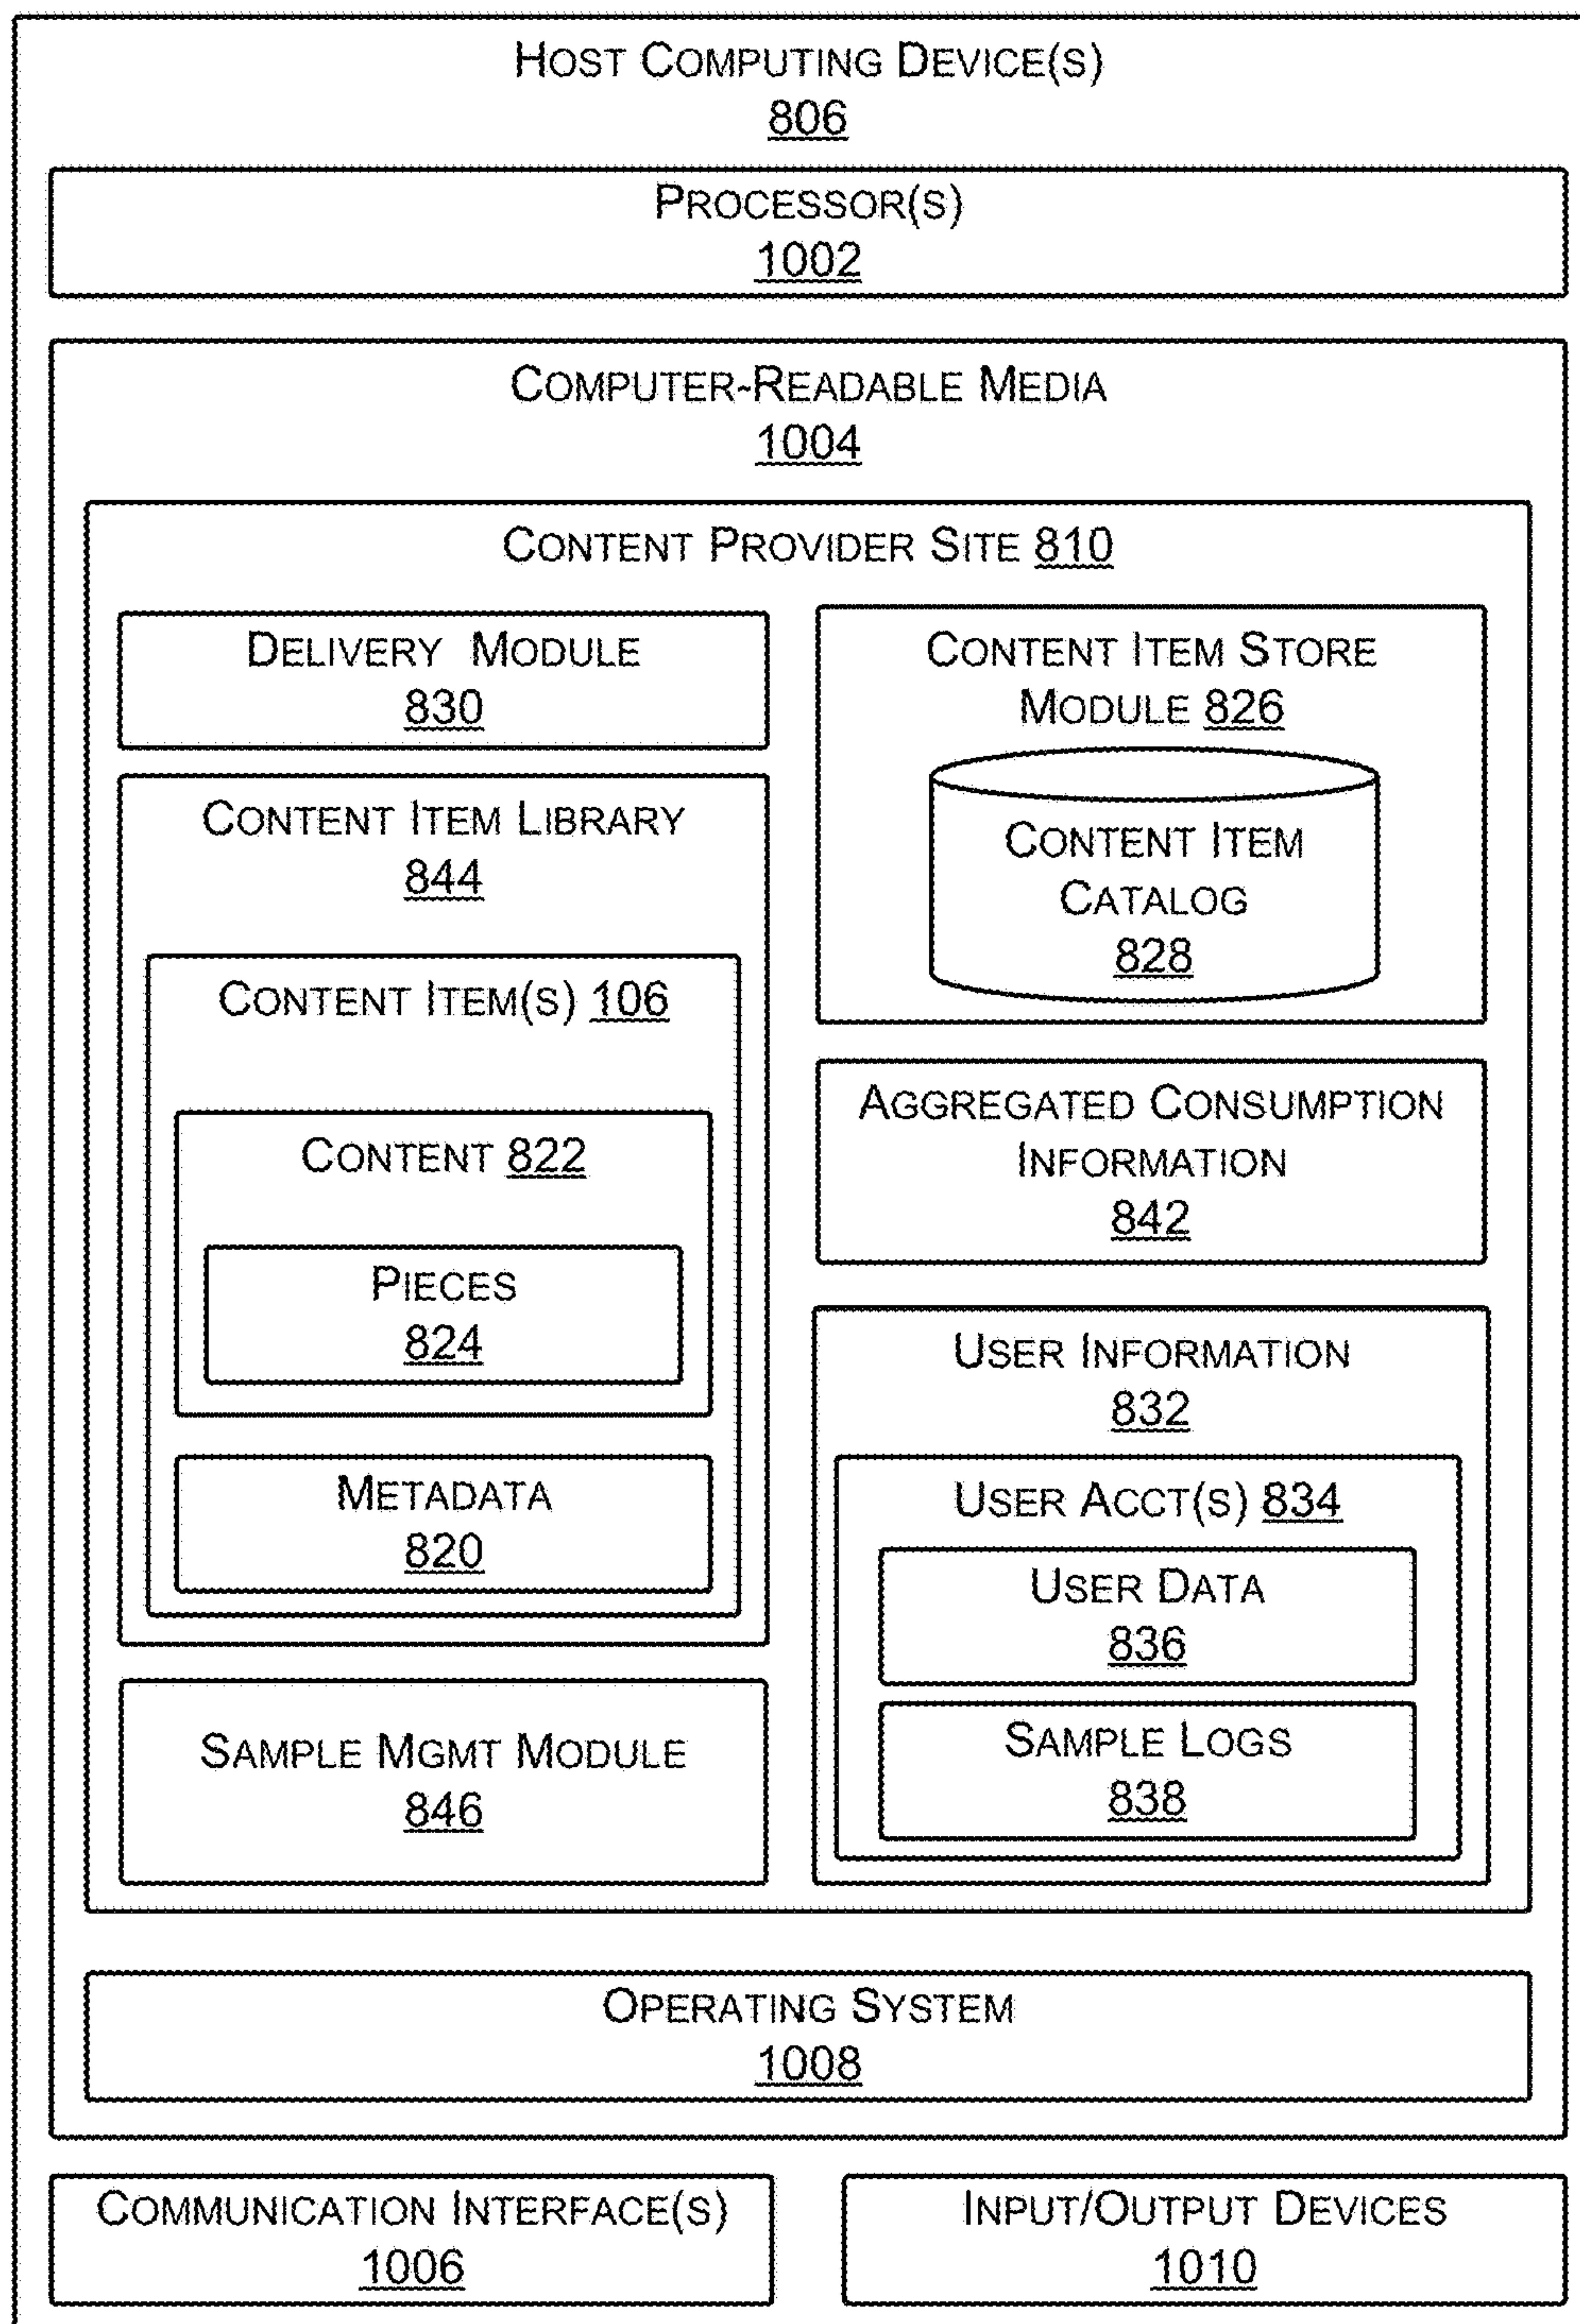 HOST COMPUTING DEVICE(S)
806
PROCESSOR(S)
1002
COMPUTER-READABLE MEDIA
1004
CONTENT PROVIDER SITE 810
DELIVERY MODULE
830
CONTENT ITEM LIBRARY
844
CONTENT ITEM(S) 106
CONTENT 822
PIECES
824
METADATA
820
SAMPLE MGMT MODULE
846
CONTENT ITEM STORE
MODULE 826
CONTENT ITEM
CATALOG
828
AGGREGATED CONSUMPTION
INFORMATION
842
USER INFORMATION
832
USER ACCT(S) 834
USER DATA
836
SAMPLE LOGS
838
OPERATING SYSTEM
1008
COMMUNICATION INTERFACE(S)
1006
INPUT/OUTPUT DEVICES
1010